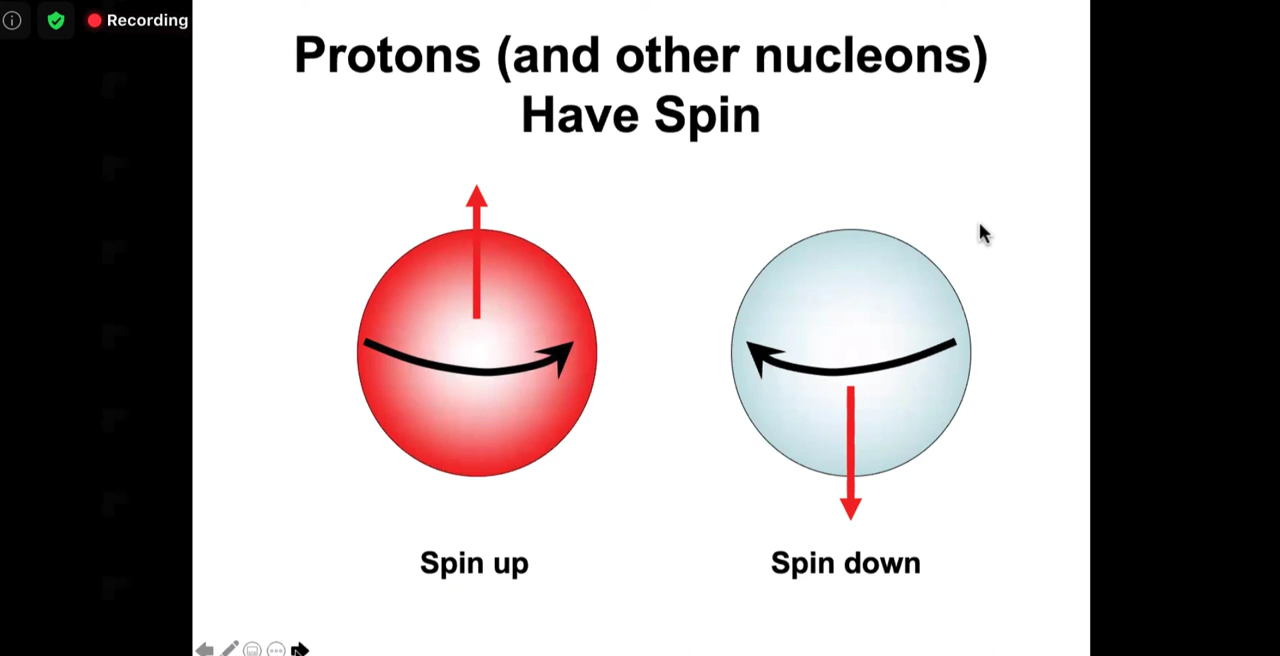 Recording
Protons (and other nucleons)
Have Spin
Spin up
Spin down